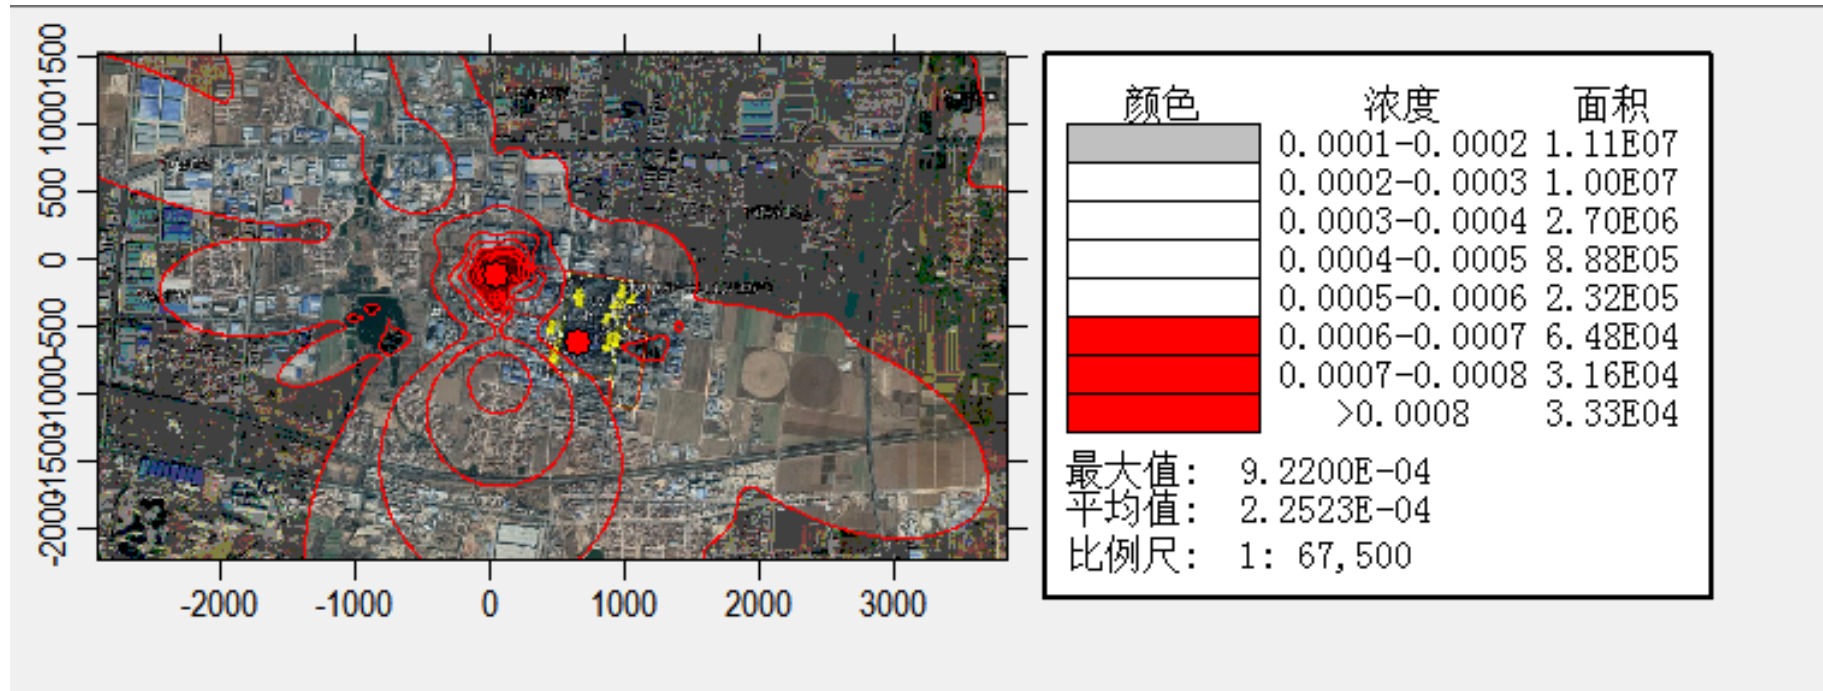 1500
1000
500
0
-500
-1000
-1500
-2000
-2000 -1000 0 1000 2000 3000
颜色 浓度 面积
0.0001-0.0002 1.11E07
0.0002-0.0003 1.00E07
0.0003-0.0004 2.70E06
0.0004-0.0005 8.88E05
0.0005-0.0006 2.32E05
0.0006-0.0007 6.48E04
0.0007-0.0008 3.16E04
>0.0008 3.33E04
最大值: 9.2200E-04
平均值: 2.2523E-04
比例尺: 1: 67,500